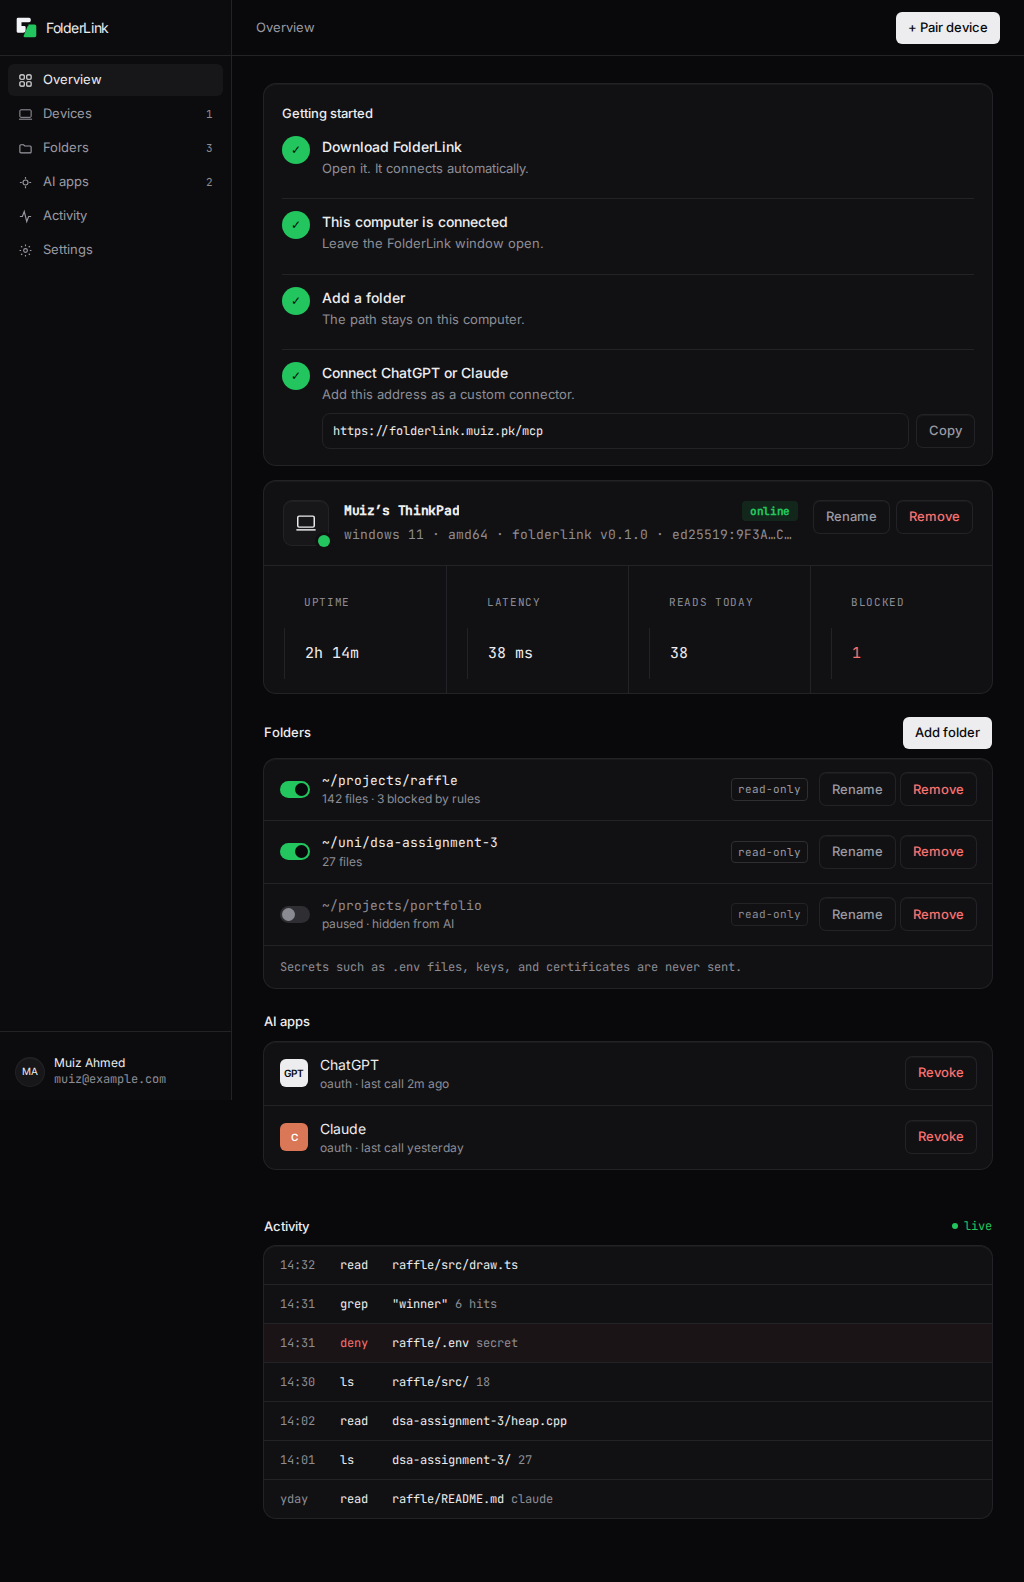 FolderLink
Overview
+ Pair device
Overview
Devices 1
Folders 3
AI apps 2
Activity
Settings
Muiz Ahmed
MA
muiz@example.com
Getting started
✓ Download FolderLink
Open it. It connects automatically.
✓ This computer is connected
Leave the FolderLink window open.
✓ Add a folder
The path stays on this computer.
✓ Connect ChatGPT or Claude
Add this address as a custom connector.
https://folderlink.muiz.pk/mcp Copy
Muiz’s ThinkPad online Rename Remove
windows 11 · amd64 · folderlink v0.1.0 · ed25519:9F3A…C…
UPTIME LATENCY READS TODAY BLOCKED
2h 14m 38 ms 38 1
Folders Add folder
~/projects/raffle read-only Rename Remove
142 files · 3 blocked by rules
~/uni/dsa-assignment-3 read-only Rename Remove
27 files
~/projects/portfolio read-only Rename Remove
paused · hidden from AI
Secrets such as .env files, keys, and certificates are never sent.
AI apps
GPT ChatGPT Revoke
oauth · last call 2m ago
C Claude Revoke
oauth · last call yesterday
Activity live
14:32 read raffle/src/draw.ts
14:31 grep "winner" 6 hits
14:31 deny raffle/.env secret
14:30 ls raffle/src/ 18
14:02 read dsa-assignment-3/heap.cpp
14:01 ls dsa-assignment-3/ 27
yday read raffle/README.md claude